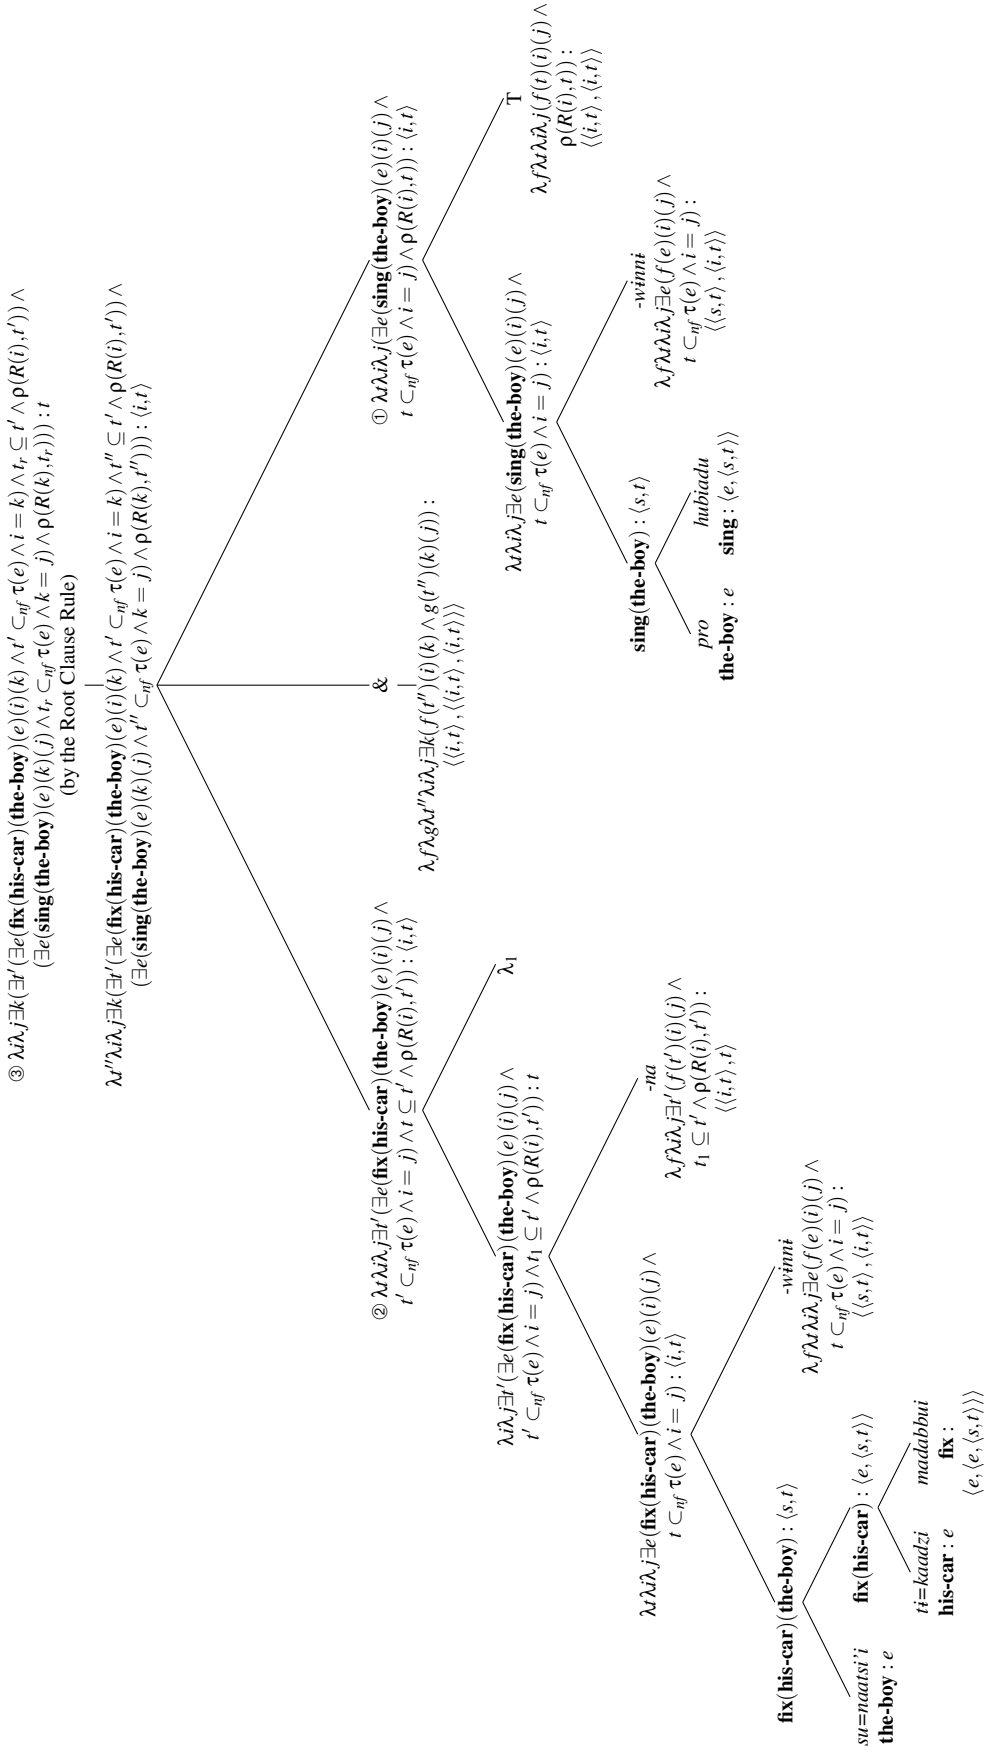 ③ λiλj∃k(∃t′(∃e(fix(his-car)(the-boy)(e)(i)(k) ∧ t′ ⊂nf τ(e) ∧ i = k) ∧ tr ⊆ t′ ∧ ρ(R(i),t′)) ∧
(∃e(sing(the-boy)(e)(k)(j) ∧ tr ⊂nf τ(e) ∧ k = j) ∧ ρ(R(k),tr))) : t
(by the Root Clause Rule)
λt″λiλj∃k(∃t′(∃e(fix(his-car)(the-boy)(e)(i)(k) ∧ t′ ⊂nf τ(e) ∧ i = k) ∧ t″ ⊆ t′ ∧ ρ(R(i),t′)) ∧
(∃e(sing(the-boy)(e)(k)(j) ∧ t″ ⊂nf τ(e) ∧ k = j) ∧ ρ(R(k),t″))) : ⟨i,t⟩
② λtλiλj∃t′(∃e(fix(his-car)(the-boy)(e)(i)(j) ∧
t′ ⊂nf τ(e) ∧ i = j) ∧ t ⊆ t′ ∧ ρ(R(i),t′)) : ⟨i,t⟩
&
λfλgλt″λiλj∃k(f(t″)(i)(k) ∧ g(t″)(k)(j)) :
⟨⟨i,t⟩,⟨⟨i,t⟩,⟨i,t⟩⟩⟩
① λtλiλj(∃e(sing(the-boy)(e)(i)(j) ∧
t ⊂nf τ(e) ∧ i = j) ∧ ρ(R(i),t)) : ⟨i,t⟩
λiλj∃t′(∃e(fix(his-car)(the-boy)(e)(i)(j) ∧
t′ ⊂nf τ(e) ∧ i = j) ∧ t1 ⊆ t′ ∧ ρ(R(i),t′)) : t
λ1
λtλiλj∃e(sing(the-boy)(e)(i)(j) ∧
t ⊂nf τ(e) ∧ i = j) : ⟨i,t⟩
T
λfλtλiλj(f(t)(i)(j) ∧
ρ(R(i),t)) :
⟨⟨i,t⟩,⟨i,t⟩⟩
λtλiλj∃e(fix(his-car)(the-boy)(e)(i)(j) ∧
t ⊂nf τ(e) ∧ i = j) : ⟨i,t⟩
-na
λfλiλj∃t′(f(t′)(i)(j) ∧
t1 ⊆ t′ ∧ ρ(R(i),t′)) :
⟨⟨i,t⟩,t⟩
sing(the-boy) : ⟨s,t⟩
-wɨnni
λfλtλiλj∃e(f(e)(i)(j) ∧
t ⊂nf τ(e) ∧ i = j) :
⟨⟨s,t⟩,⟨i,t⟩⟩
pro
the-boy : e
hubiadu
sing : ⟨e,⟨s,t⟩⟩
fix(his-car)(the-boy) : ⟨s,t⟩
-wɨnni
λfλtλiλj∃e(f(e)(i)(j) ∧
t ⊂nf τ(e) ∧ i = j) :
⟨⟨s,t⟩,⟨i,t⟩⟩
su=naatsi'i
the-boy : e
fix(his-car) : ⟨e,⟨s,t⟩⟩
tɨ=kaadzi
his-car : e
madabbui
fix :
⟨e,⟨e,⟨s,t⟩⟩⟩